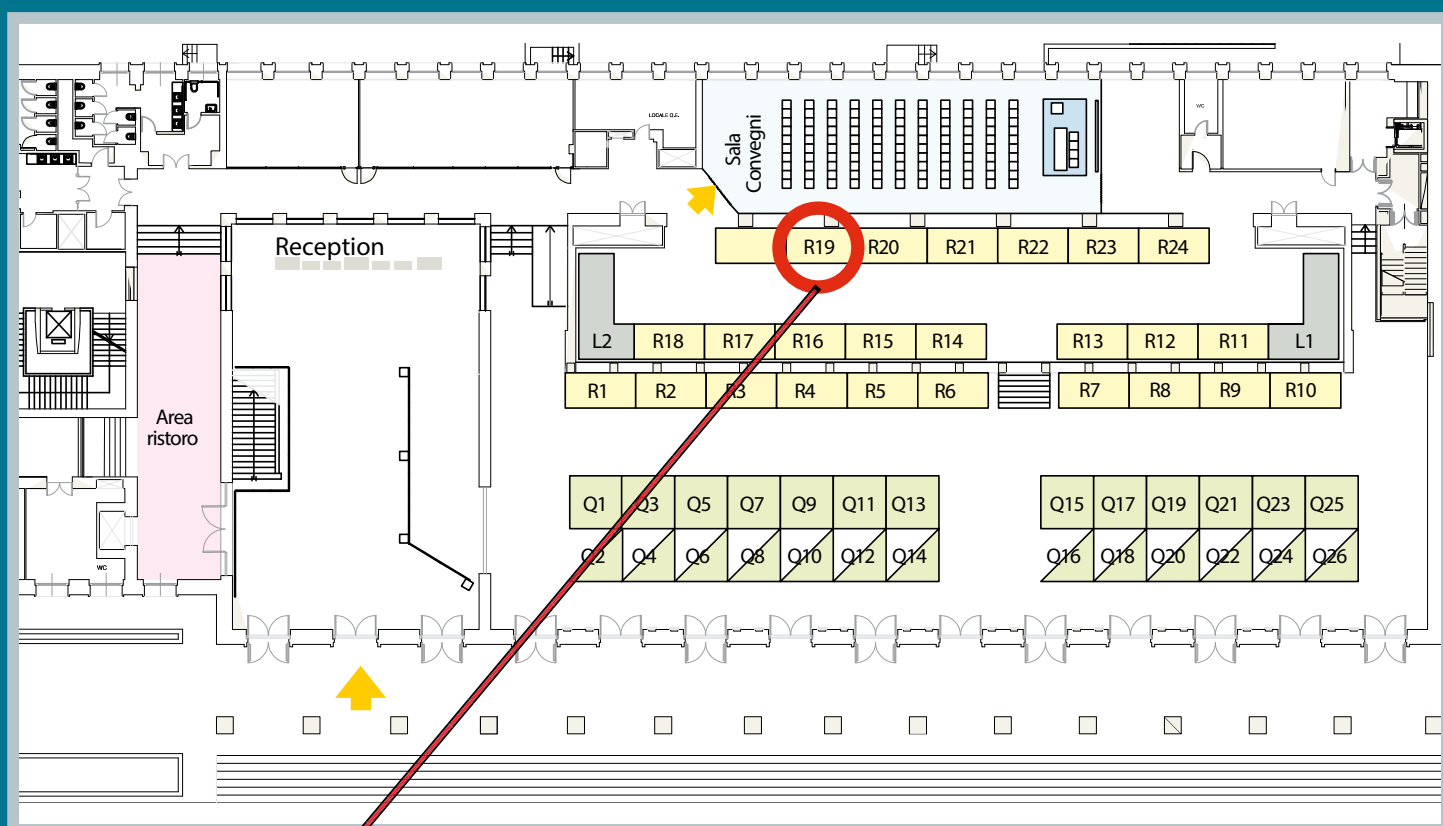 LOCALE Q.E.
WC
Sala
Convegni
Reception
R19 R20 R21 R22 R23 R24
L2 R18 R17 R16 R15 R14 R13 R12 R11 L1
R1 R2 R3 R4 R5 R6 R7 R8 R9 R10
Area
ristoro
Q1 Q3 Q5 Q7 Q9 Q11 Q13 Q15 Q17 Q19 Q21 Q23 Q25
Q2 Q4 Q6 Q8 Q10 Q12 Q14 Q16 Q18 Q20 Q22 Q24 Q26
WC